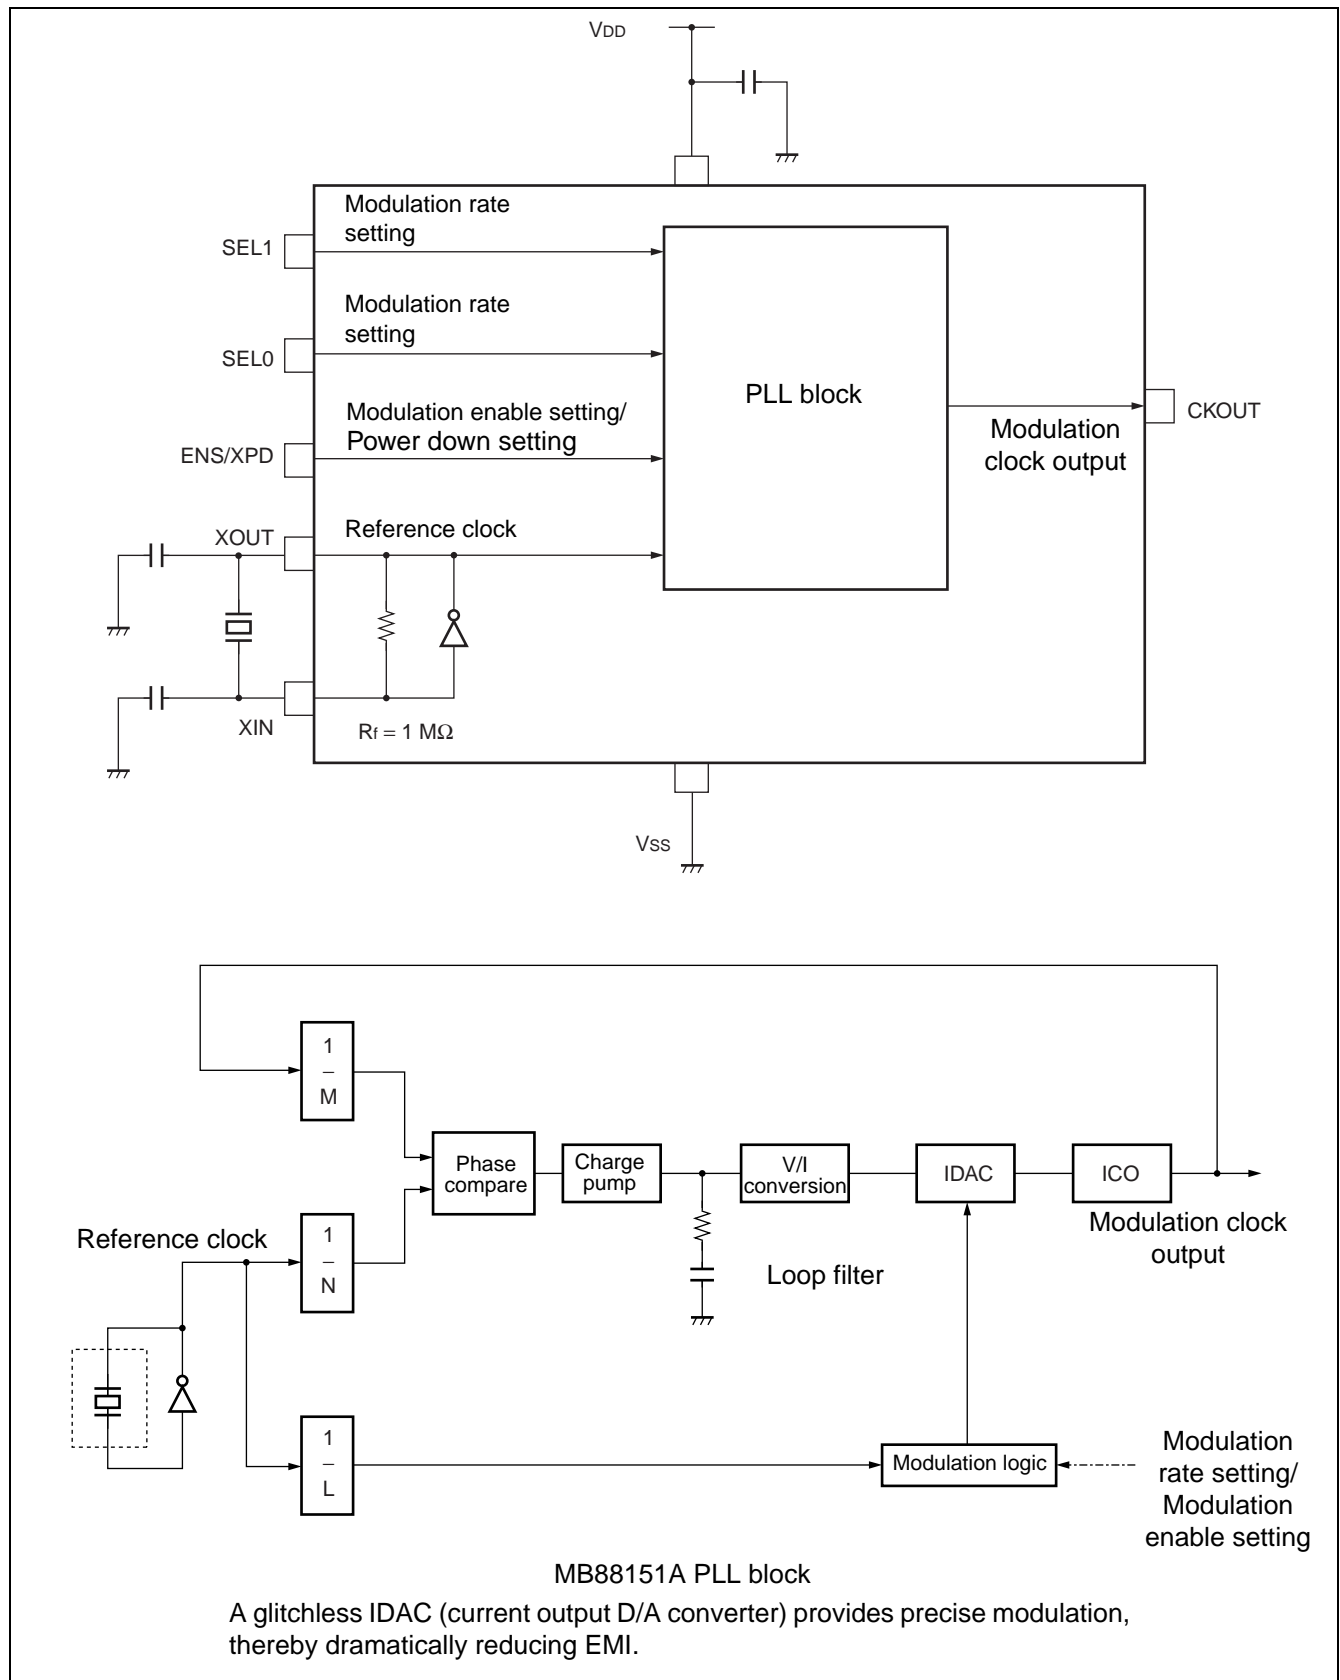 VDD
Modulation rate
setting
SEL1
Modulation rate
setting
SEL0
PLL block
CKOUT
Modulation enable setting/
Power down setting
ENS/XPD
Modulation
clock output
XOUT
Reference clock
XIN
Rf = 1 MΩ
VSS
1
M
Phase
compare
Charge
pump
V/I
conversion
IDAC
ICO
Modulation clock
output
Reference clock
1
N
Loop filter
1
L
Modulation logic
Modulation
rate setting/
Modulation
enable setting
MB88151A PLL block
A glitchless IDAC (current output D/A converter) provides precise modulation,
thereby dramatically reducing EMI.